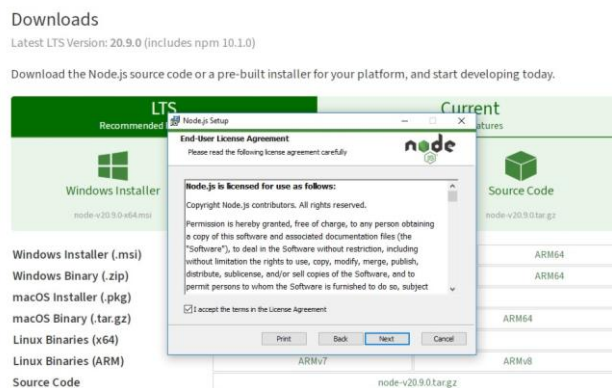 Downloads
Latest LTS Version: 20.9.0 (includes npm 10.1.0)
Download the Node.js source code or a pre-built installer for your platform, and start developing today.
LTS
Recommended
Current
atures
Windows Installer
node-v20.9.0-x64.msi
Source Code
node-v20.9.0.tar.gz
Node.js Setup
End-User License Agreement
Please read the following license agreement carefully
node
JS
Node.js is licensed for use as follows:
Copyright Node.js contributors. All rights reserved.
Permission is hereby granted, free of charge, to any person obtaining
a copy of this software and associated documentation files (the
"Software"), to deal in the Software without restriction, including
without limitation the rights to use, copy, modify, merge, publish,
distribute, sublicense, and/or sell copies of the Software, and to
permit persons to whom the Software is furnished to do so, subject
I accept the terms in the License Agreement
Print Back Next Cancel
Windows Installer (.msi) ARM64
Windows Binary (.zip) ARM64
macOS Installer (.pkg)
macOS Binary (.tar.gz) ARM64
Linux Binaries (x64)
Linux Binaries (ARM) ARMv7 ARMv8
Source Code node-v20.9.0.tar.gz